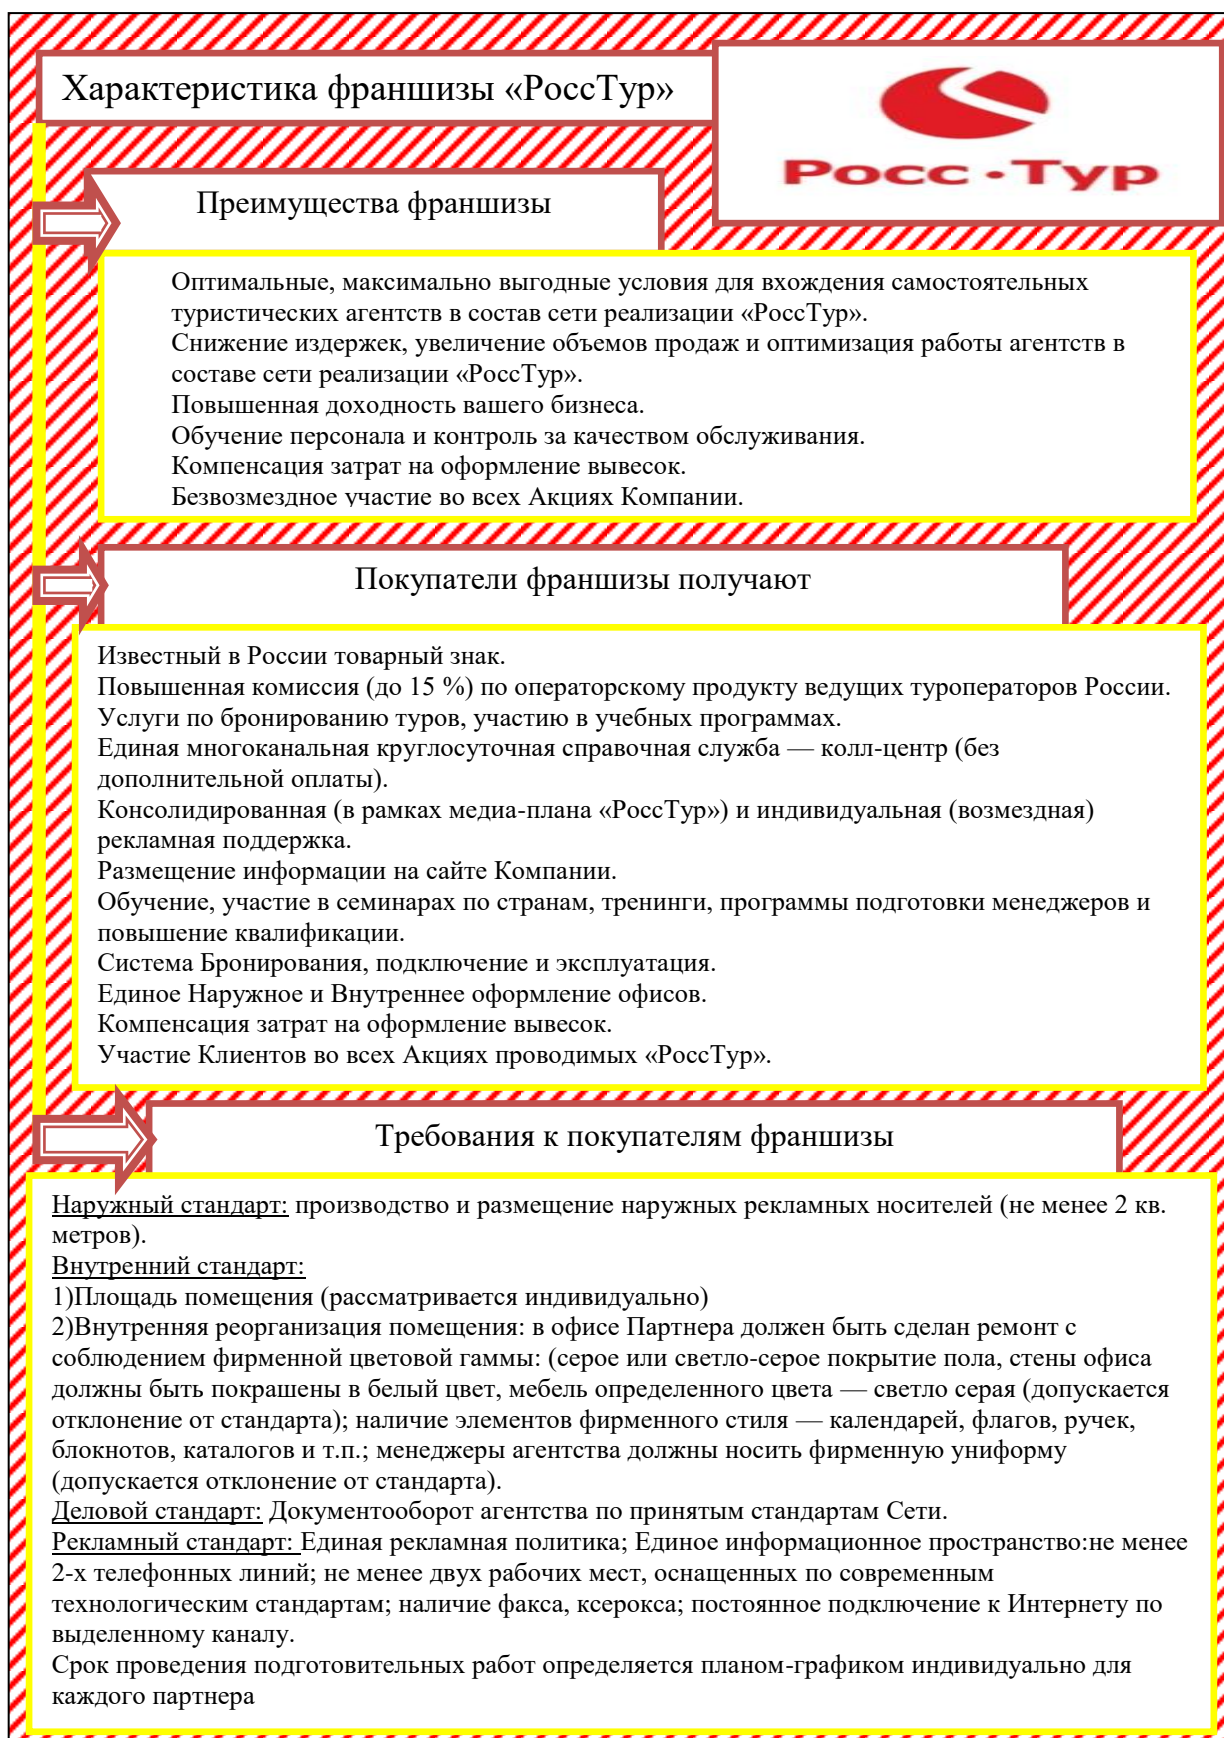 Характеристика франшизы «РоссТур»
Росс•Тур
Преимущества франшизы
Оптимальные, максимально выгодные условия для вхождения самостоятельных
туристических агентств в состав сети реализации «РоссТур».
Снижение издержек, увеличение объемов продаж и оптимизация работы агентств в
составе сети реализации «РоссТур».
Повышенная доходность вашего бизнеса.
Обучение персонала и контроль за качеством обслуживания.
Компенсация затрат на оформление вывесок.
Безвозмездное участие во всех Акциях Компании.
Покупатели франшизы получают
Известный в России товарный знак.
Повышенная комиссия (до 15 %) по операторскому продукту ведущих туроператоров России.
Услуги по бронированию туров, участию в учебных программах.
Единая многоканальная круглосуточная справочная служба — колл-центр (без
дополнительной оплаты).
Консолидированная (в рамках медиа-плана «РоссТур») и индивидуальная (возмездная)
рекламная поддержка.
Размещение информации на сайте Компании.
Обучение, участие в семинарах по странам, тренинги, программы подготовки менеджеров и
повышение квалификации.
Система Бронирования, подключение и эксплуатация.
Единое Наружное и Внутреннее оформление офисов.
Компенсация затрат на оформление вывесок.
Участие Клиентов во всех Акциях проводимых «РоссТур».
Требования к покупателям франшизы
Наружный стандарт: производство и размещение наружных рекламных носителей (не менее 2 кв.
метров).
Внутренний стандарт:
1)Площадь помещения (рассматривается индивидуально)
2)Внутренняя реорганизация помещения: в офисе Партнера должен быть сделан ремонт с
соблюдением фирменной цветовой гаммы: (серое или светло-серое покрытие пола, стены офиса
должны быть покрашены в белый цвет, мебель определенного цвета — светло серая (допускается
отклонение от стандарта); наличие элементов фирменного стиля — календарей, флагов, ручек,
блокнотов, каталогов и т.п.; менеджеры агентства должны носить фирменную униформу
(допускается отклонение от стандарта).
Деловой стандарт: Документооборот агентства по принятым стандартам Сети.
Рекламный стандарт: Единая рекламная политика; Единое информационное пространство:не менее
2-х телефонных линий; не менее двух рабочих мест, оснащенных по современным
технологическим стандартам; наличие факса, ксерокса; постоянное подключение к Интернету по
выделенному каналу.
Срок проведения подготовительных работ определяется планом-графиком индивидуально для
каждого партнера